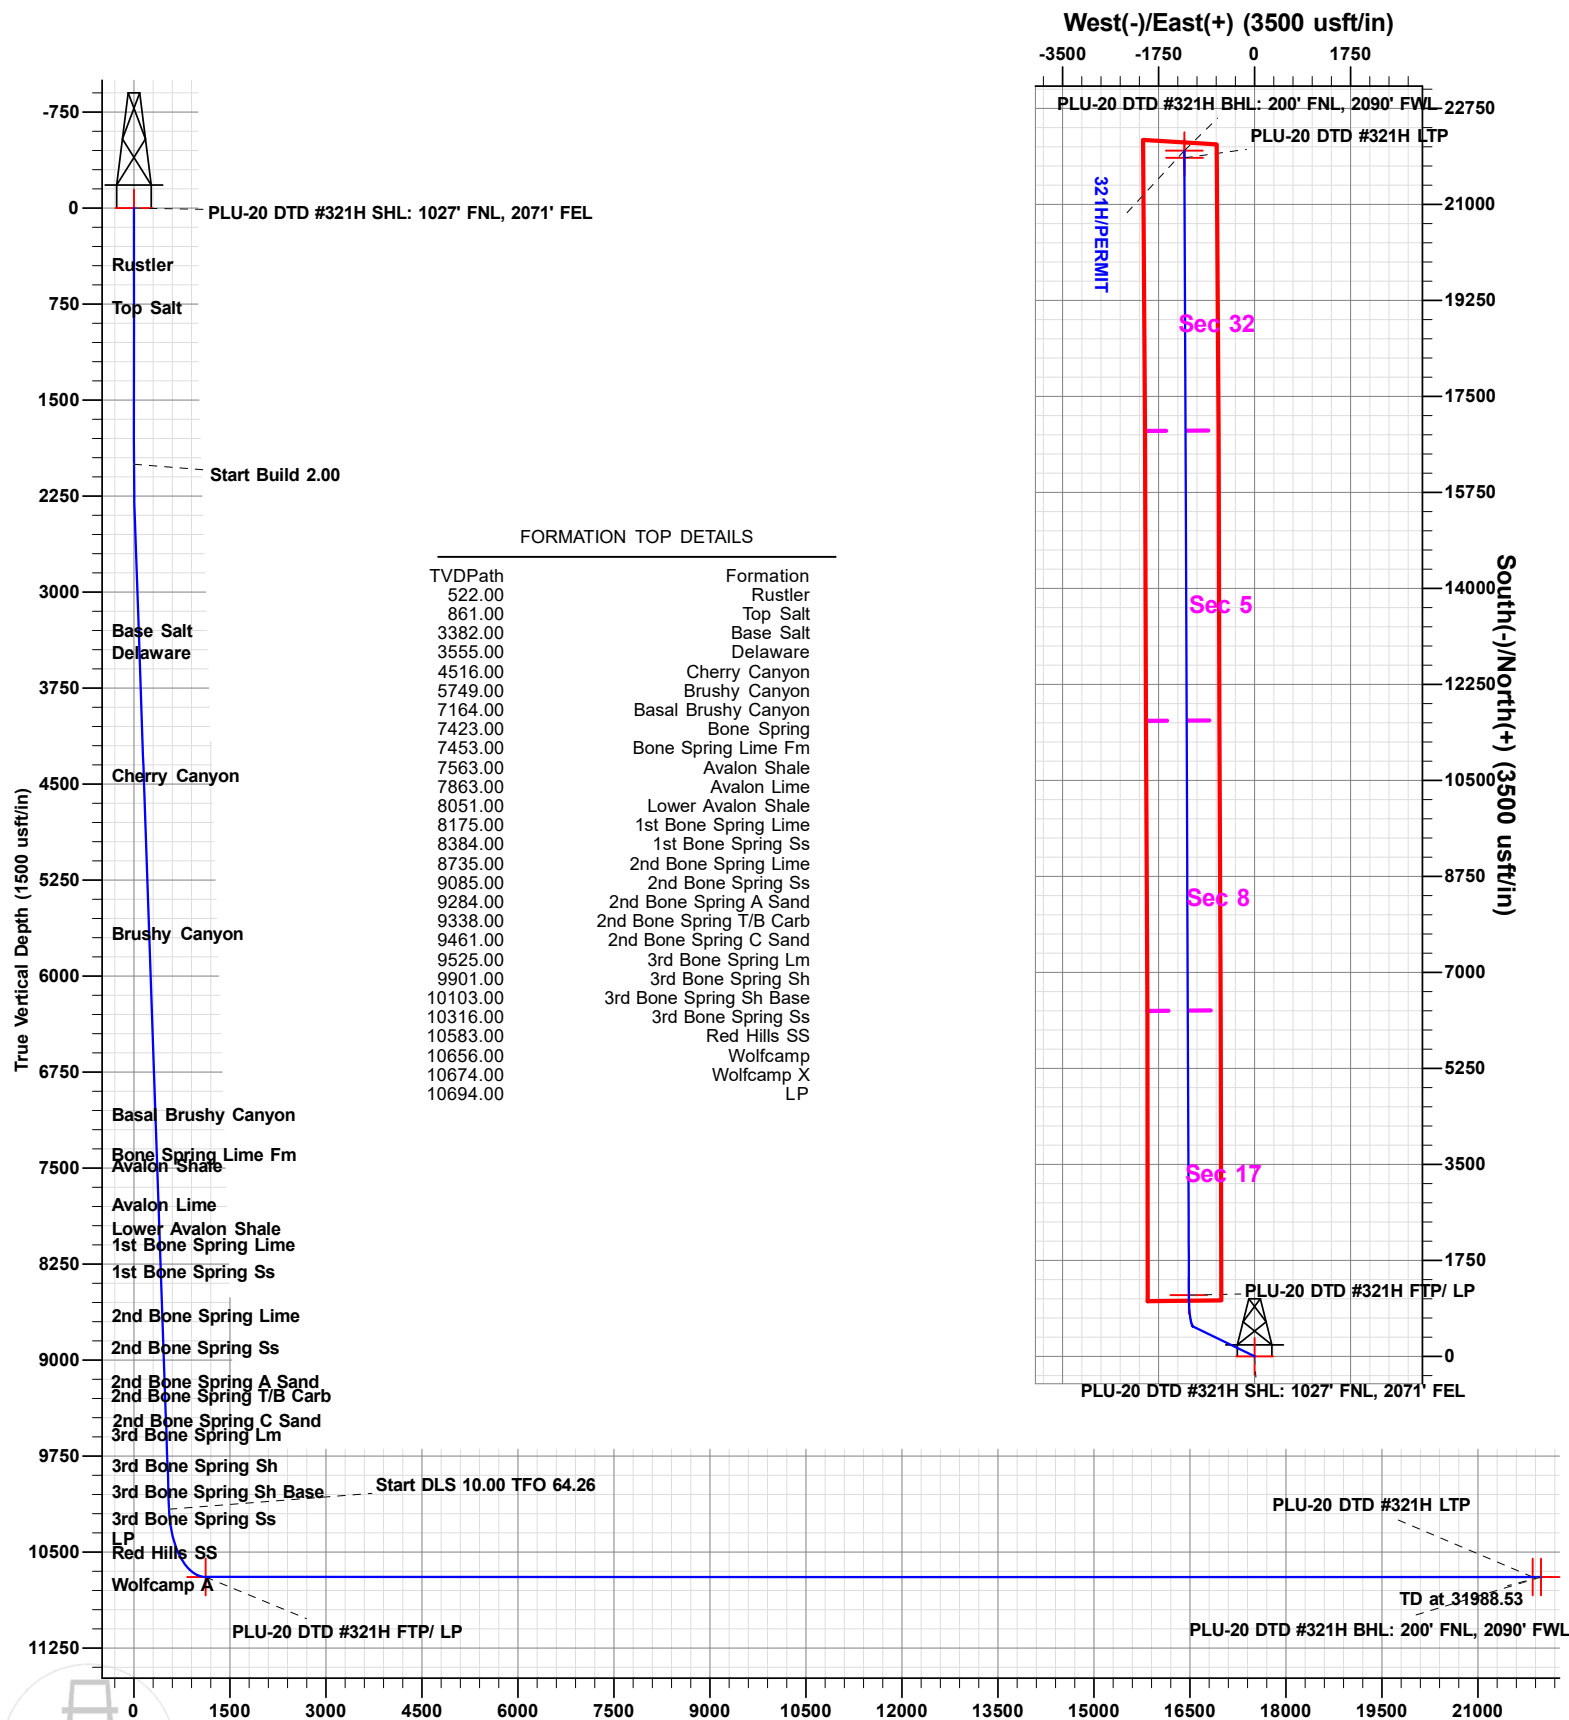 West(-)/East(+) (3500 usft/in)
-3500 -1750 0 1750
PLU-20 DTD #321H BHL: 200' FNL, 2090' FWL
PLU-20 DTD #321H LTP
321H/PERMIT
Sec 32
Sec 5
Sec 8
Sec 17
PLU-20 DTD #321H FTP/ LP
PLU-20 DTD #321H SHL: 1027' FNL, 2071' FEL
22750
21000
19250
17500
15750
14000
12250
10500
8750
7000
5250
3500
1750
0
South(-)/North(+) (3500 usft/in)
True Vertical Depth (1500 usft/in)
-750
0
750
1500
2250
3000
3750
4500
5250
6000
6750
7500
8250
9000
9750
10500
11250
PLU-20 DTD #321H SHL: 1027' FNL, 2071' FEL
Rustler
Top Salt
Start Build 2.00
Base Salt
Delaware
Cherry Canyon
Brushy Canyon
Basal Brushy Canyon
Bone Spring Lime Fm
Avalon Shale
Avalon Lime
Lower Avalon Shale
1st Bone Spring Lime
1st Bone Spring Ss
2nd Bone Spring Lime
2nd Bone Spring Ss
2nd Bone Spring A Sand
2nd Bone Spring T/B Carb
2nd Bone Spring C Sand
3rd Bone Spring Lm
3rd Bone Spring Sh
3rd Bone Spring Sh Base
3rd Bone Spring Ss
LP
Red Hills SS
Wolfcamp A
Start DLS 10.00 TFO 64.26
PLU-20 DTD #321H FTP/ LP
PLU-20 DTD #321H LTP
TD at 31988.53
PLU-20 DTD #321H BHL: 200' FNL, 2090' FWL
0 1500 3000 4500 6000 7500 9000 10500 12000 13500 15000 16500 18000 19500 21000
FORMATION TOP DETAILS
TVDPath Formation
522.00 Rustler
861.00 Top Salt
3382.00 Base Salt
3555.00 Delaware
4516.00 Cherry Canyon
5749.00 Brushy Canyon
7164.00 Basal Brushy Canyon
7423.00 Bone Spring
7453.00 Bone Spring Lime Fm
7563.00 Avalon Shale
7863.00 Avalon Lime
8051.00 Lower Avalon Shale
8175.00 1st Bone Spring Lime
8384.00 1st Bone Spring Ss
8735.00 2nd Bone Spring Lime
9085.00 2nd Bone Spring Ss
9284.00 2nd Bone Spring A Sand
9338.00 2nd Bone Spring T/B Carb
9461.00 2nd Bone Spring C Sand
9525.00 3rd Bone Spring Lm
9901.00 3rd Bone Spring Sh
10103.00 3rd Bone Spring Sh Base
10316.00 3rd Bone Spring Ss
10583.00 Red Hills SS
10656.00 Wolfcamp
10674.00 Wolfcamp X
10694.00 LP